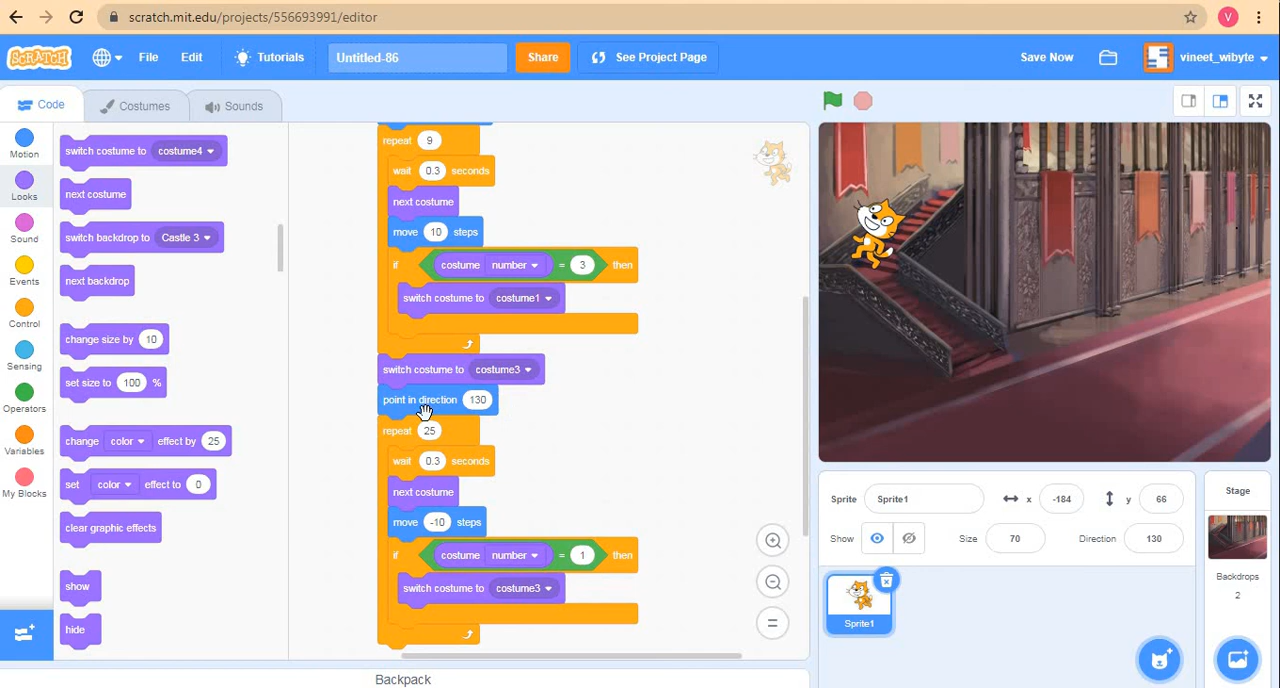 scratch.mit.edu/projects/556693991/editor
V
SCRATCH
File
Edit
Tutorials
Untitled-86
Share
See Project Page
Save Now
vineet_wibyte
Code
Costumes
Sounds
Motion
Looks
Sound
Events
Control
Sensing
Operators
Variables
My Blocks
switch costume to costume4
next costume
switch backdrop to Castle 3
next backdrop
change size by 10
set size to 100 %
change color effect by 25
set color effect to 0
clear graphic effects
show
hide
repeat 9
wait 0.3 seconds
next costume
move 10 steps
if costume number = 3 then
switch costume to costume1
switch costume to costume3
point in direction 130
repeat 25
wait 0.3 seconds
next costume
move -10 steps
if costume number = 1 then
switch costume to costume3
Backpack
Sprite Sprite1 x -184 y 66
Show Size 70 Direction 130
Sprite1
Stage
Backdrops
2